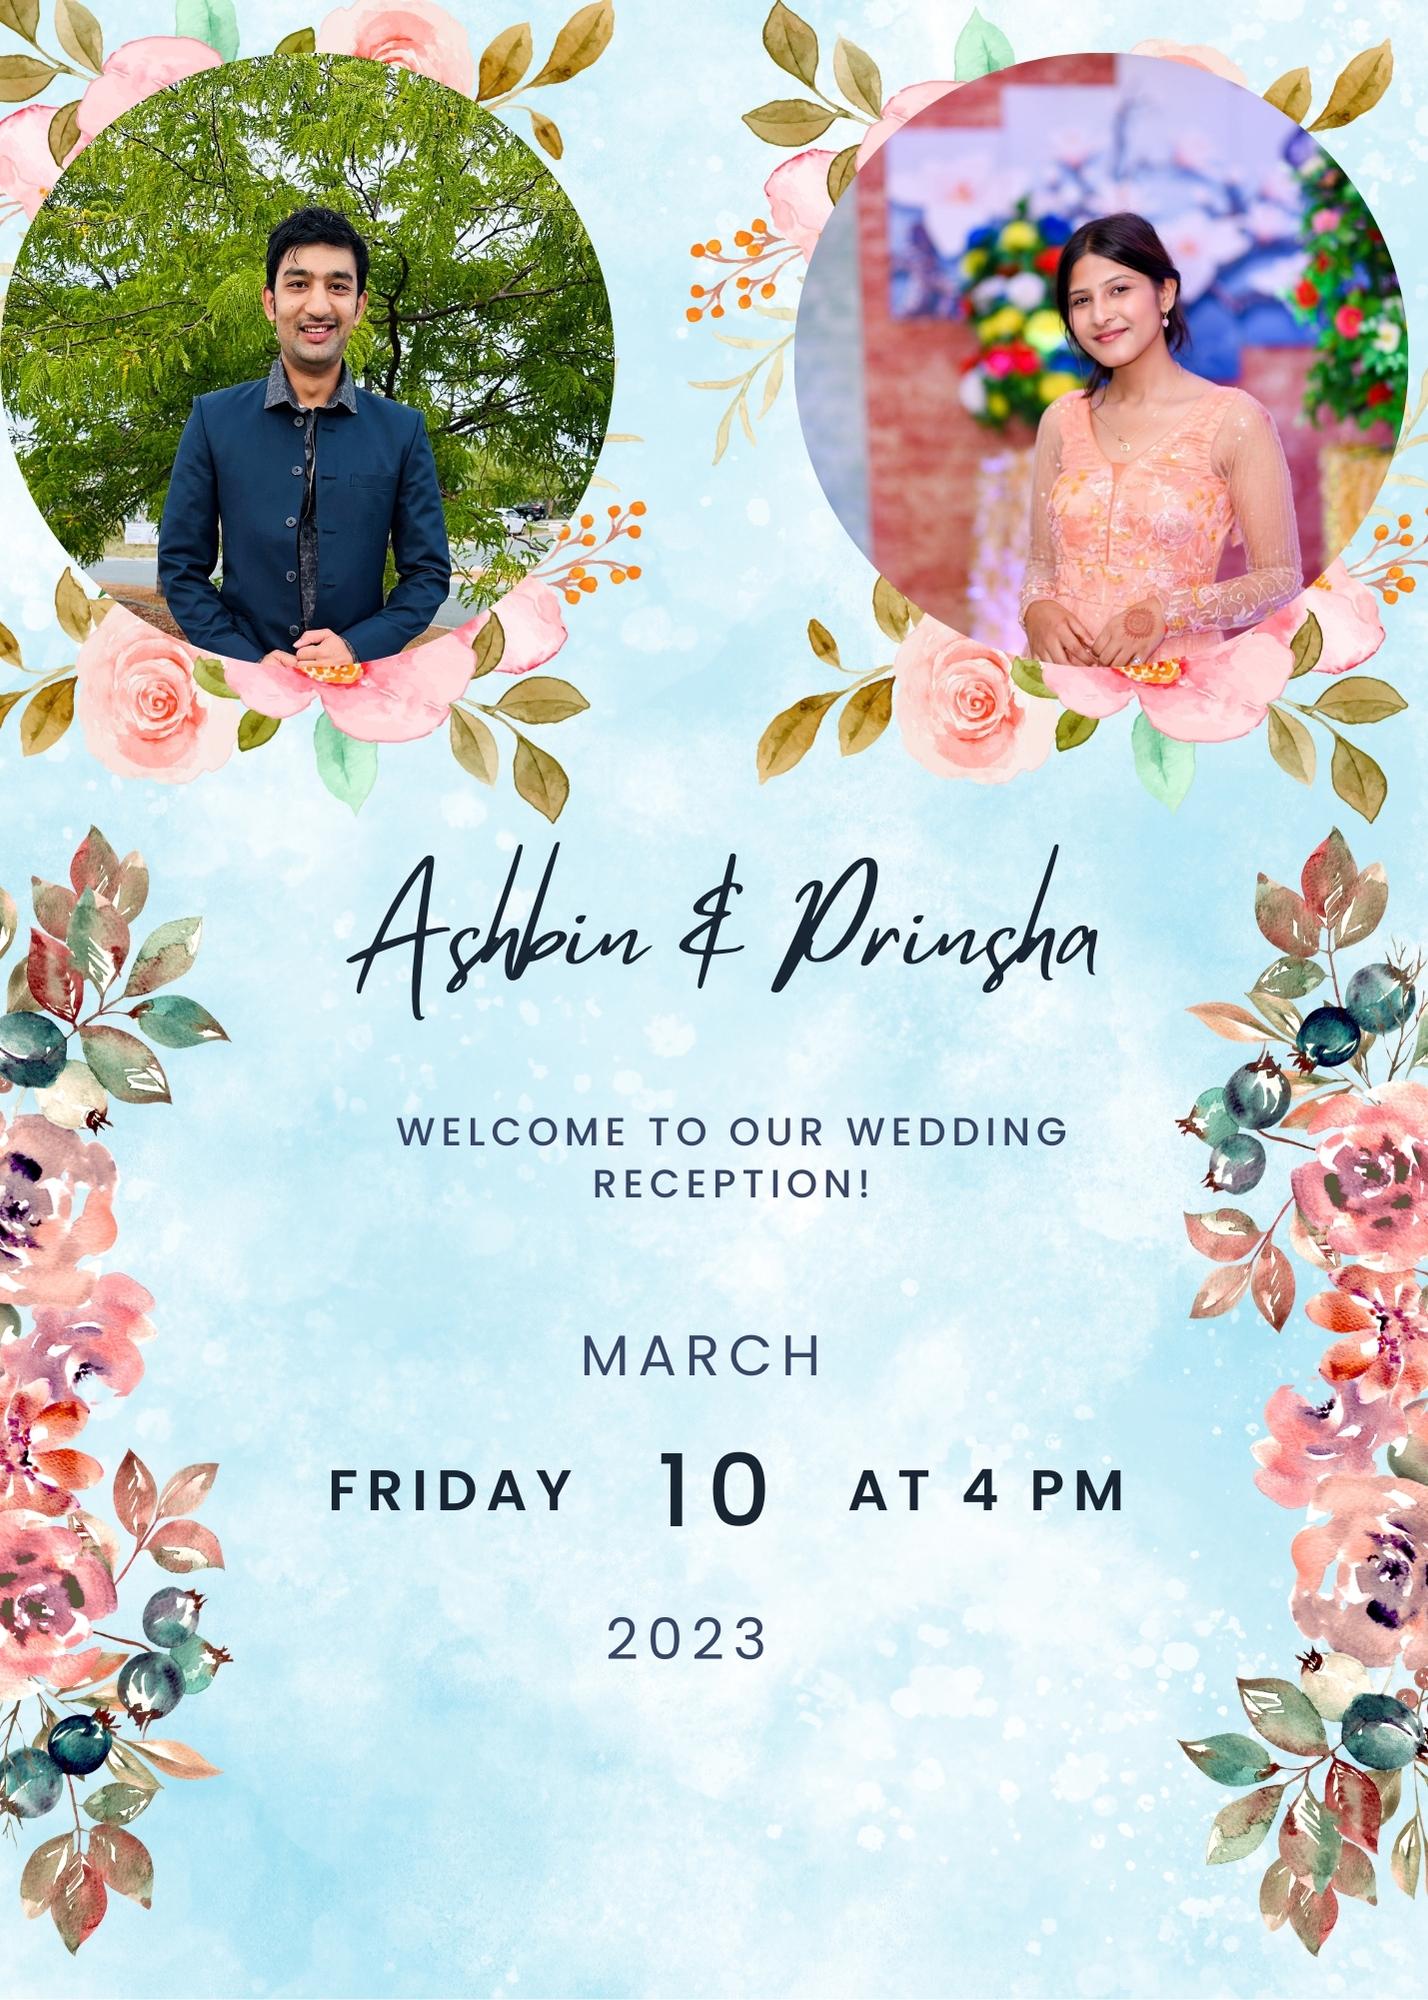 Ashbin & Prinsha
WELCOME TO OUR WEDDING
RECEPTION!
MARCH
FRIDAY 10 AT 4 PM
2023